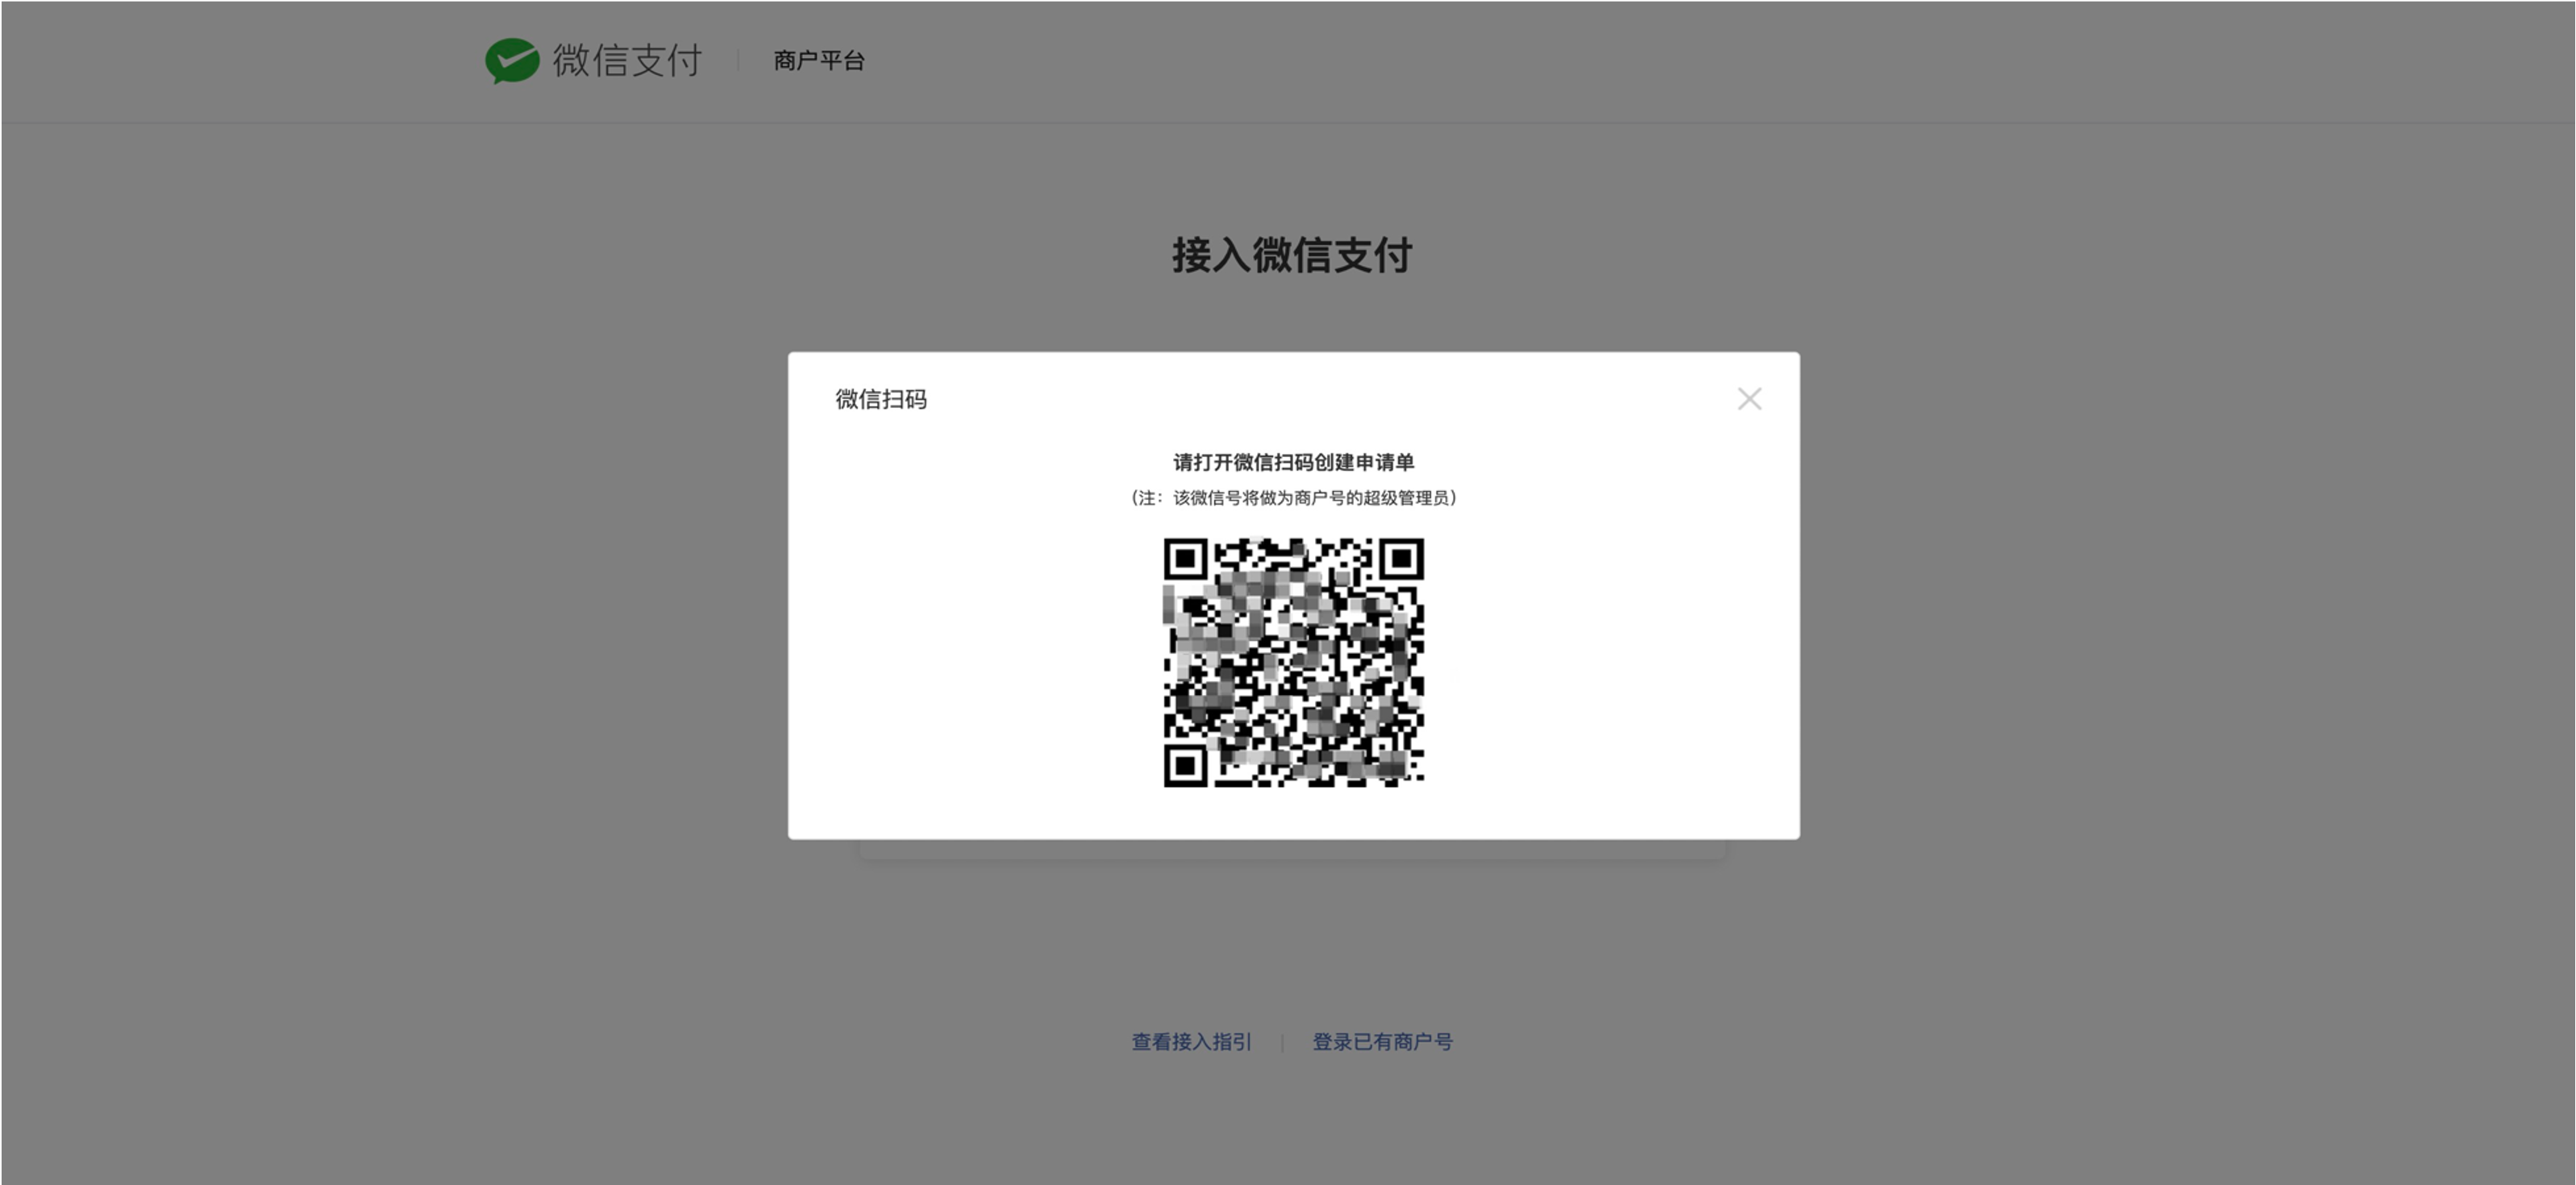 微信支付
商户平台
接入微信支付
微信扫码
请打开微信扫码创建申请单
(注：该微信号将做为商户号的超级管理员)
查看接入指引
登录已有商户号